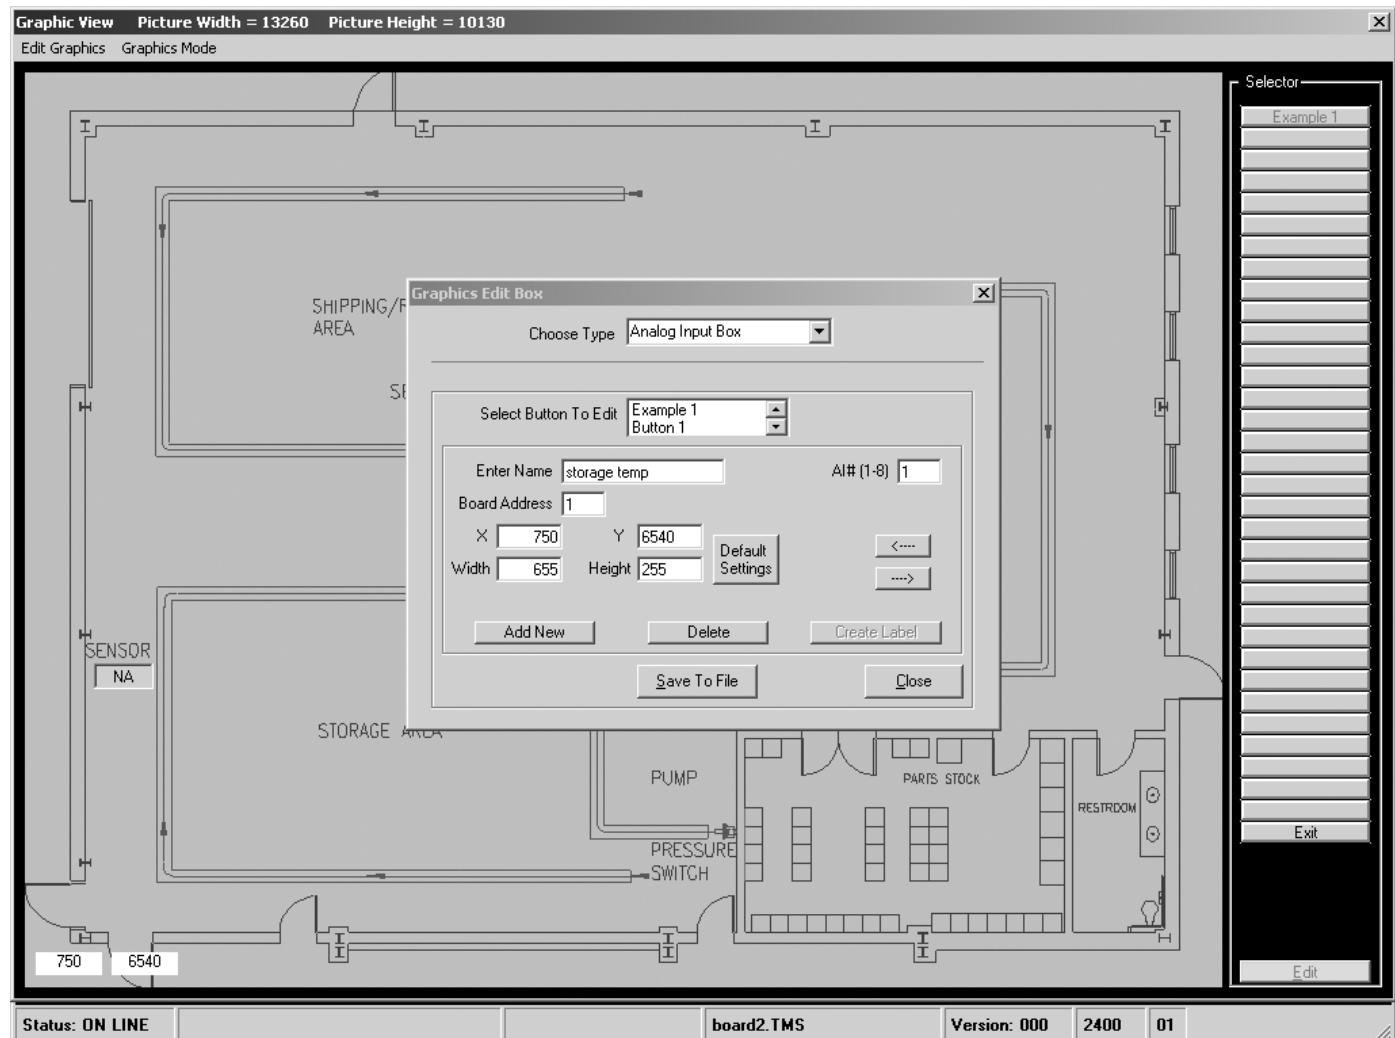 Graphic View Picture Width = 13260 Picture Height = 10130
Edit Graphics Graphics Mode
Selector
Example 1
SHIPPING/R
AREA
SE
Graphics Edit Box
Choose Type Analog Input Box
Select Button To Edit Example 1
Button 1
Enter Name storage temp AI# (1-8) 1
Board Address 1
X 750 Y 6540
Width 655 Height 255
Default
Settings
<----
---->
Add New Delete Create Label
Save To File Close
SENSOR
NA
STORAGE AREA
PUMP
PARTS STOCK
RESTROOM
PRESSURE
SWITCH
Exit
750 6540
Edit
Status: ON LINE board2.TMS Version: 000 2400 01